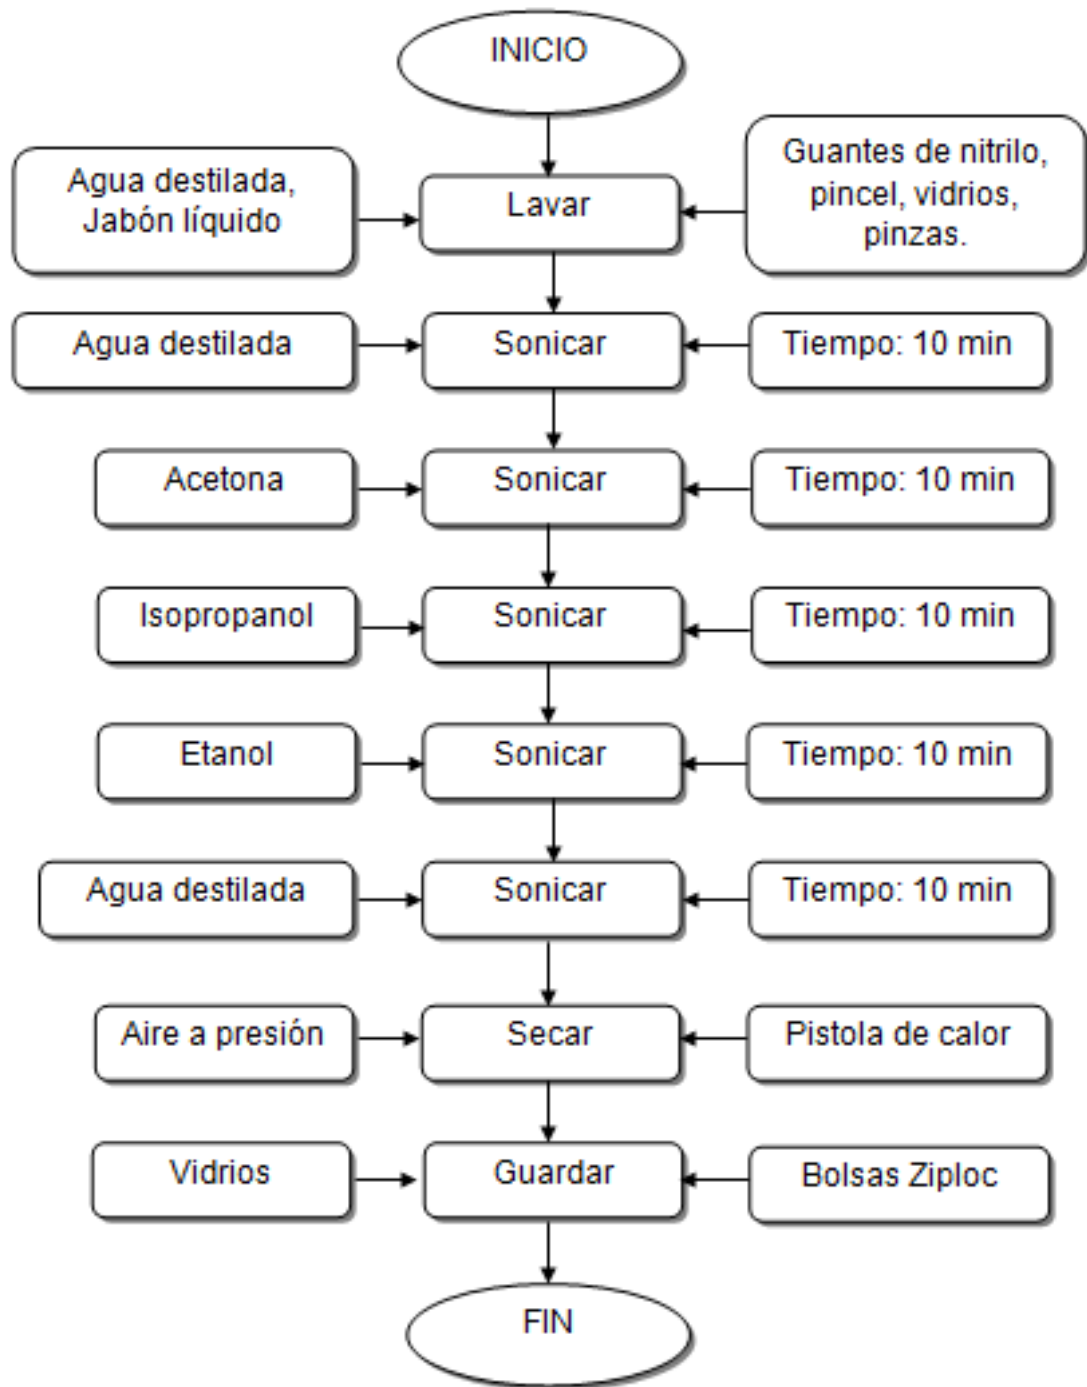 INICIO
Agua destilada,
Jabón líquido
Lavar
Guantes de nitrilo,
pincel, vidrios,
pinzas.
Agua destilada
Sonicar
Tiempo: 10 min
Acetona
Sonicar
Tiempo: 10 min
Isopropanol
Sonicar
Tiempo: 10 min
Etanol
Sonicar
Tiempo: 10 min
Agua destilada
Sonicar
Tiempo: 10 min
Aire a presión
Secar
Pistola de calor
Vidrios
Guardar
Bolsas Ziploc
FIN